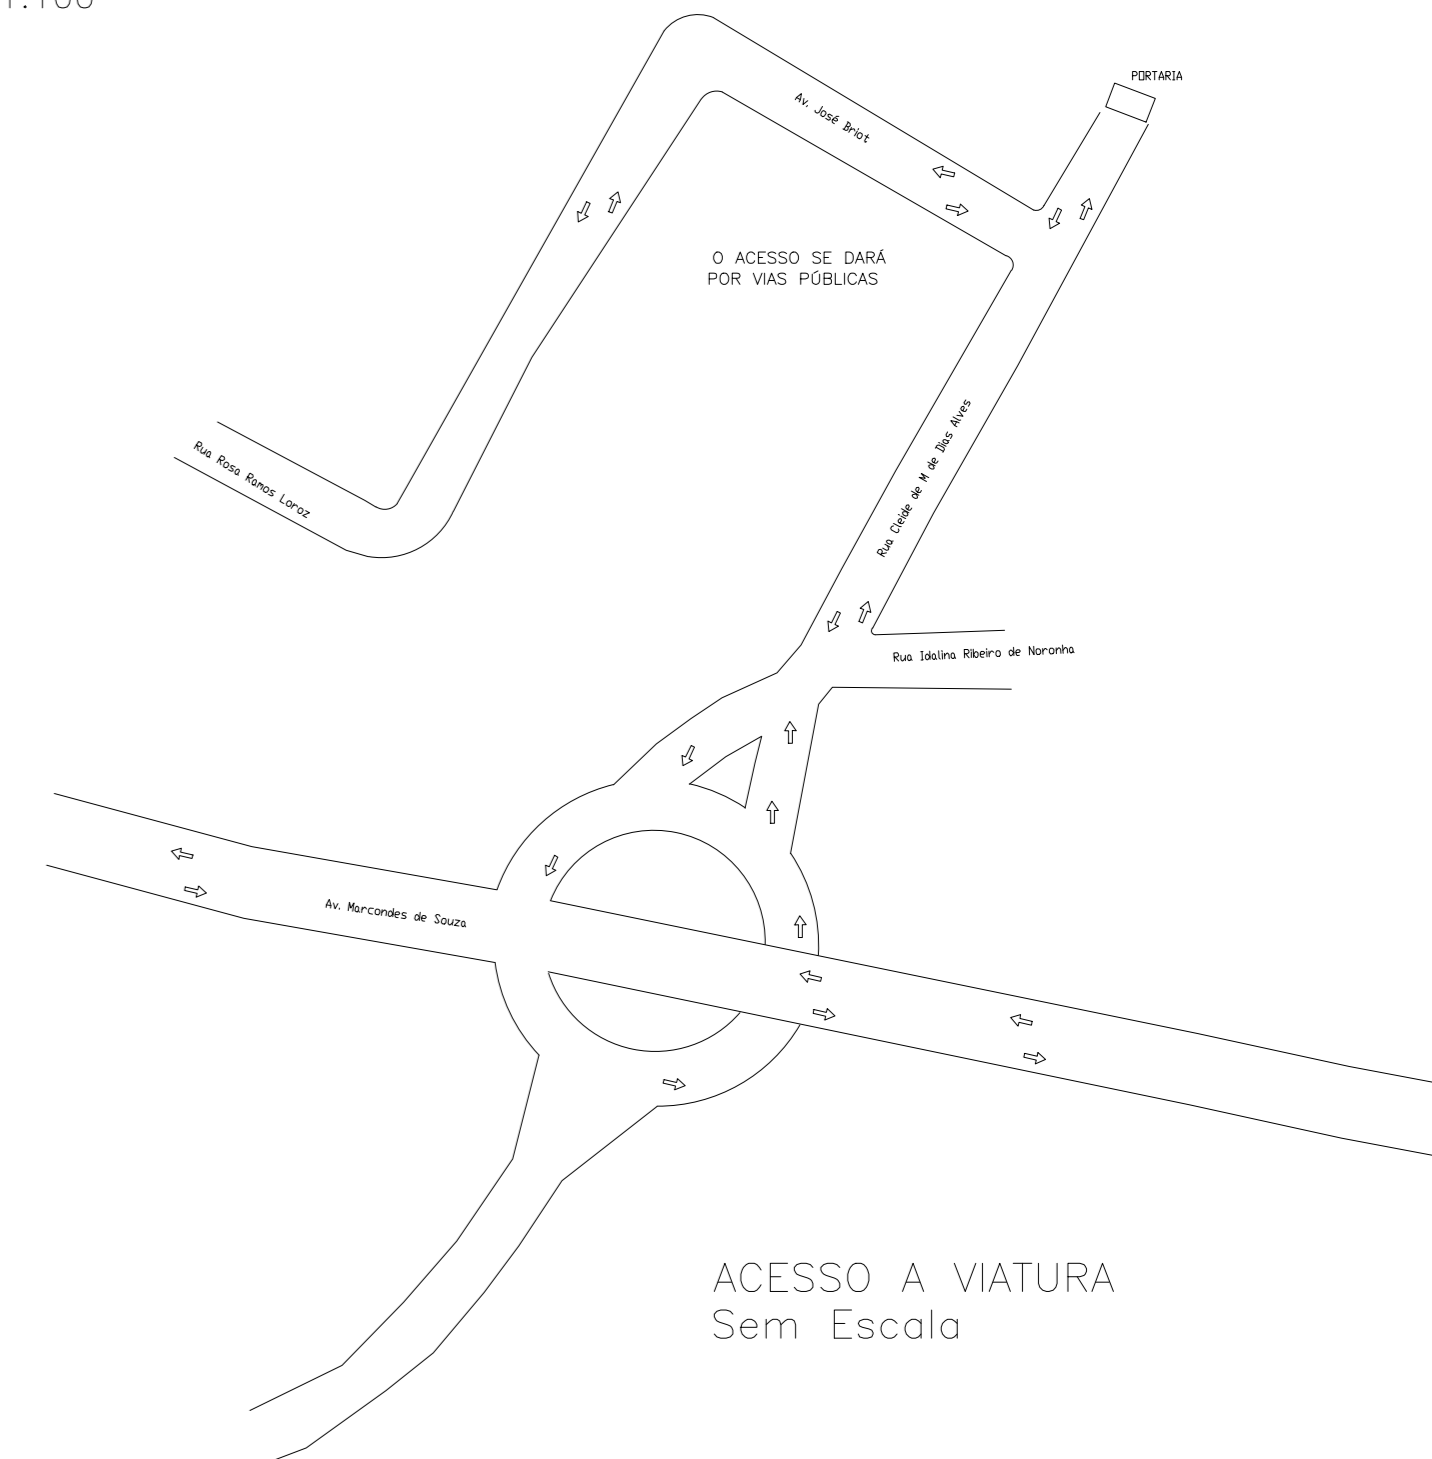 PORTARIA
Av. José Briot
O ACESSO SE DARÁ
POR VIAS PÚBLICAS
Rua Rosa Ramos Loroz
Rua Cleide de M de Dias Alves
Rua Idalina Ribeiro de Noronha
Av. Marcondes de Souza
ACESSO A VIATURA
Sem Escala